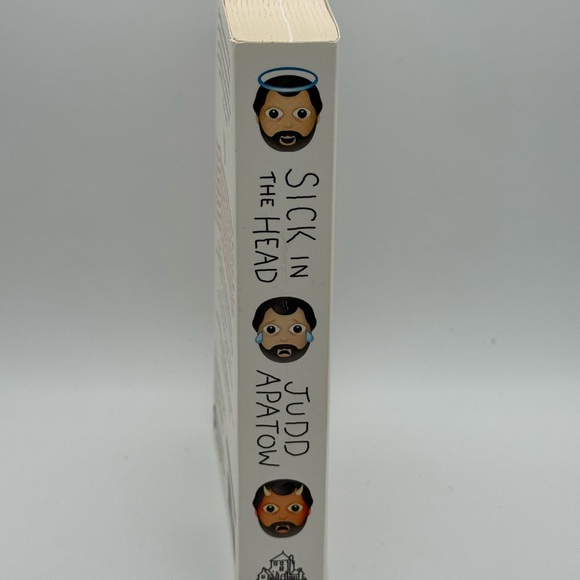 SICK IN
THE HEAD
JUDD
APATOW